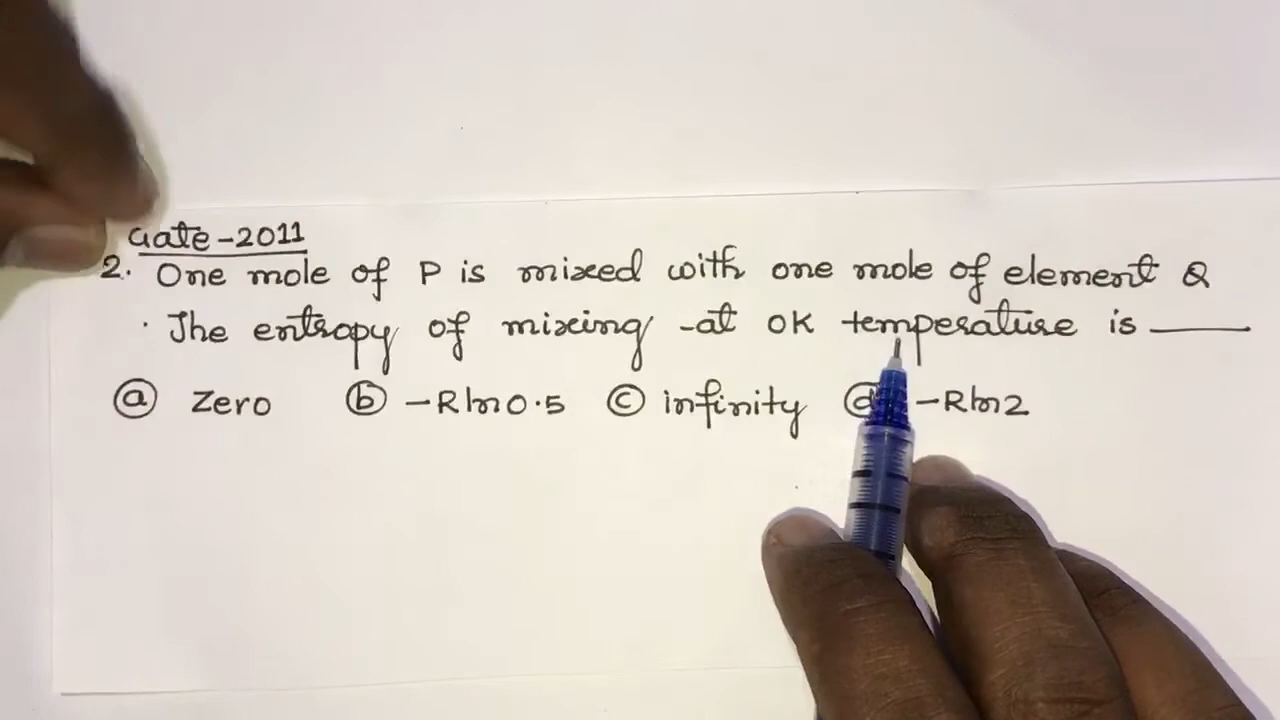 Gate-2011
2. One mole of P is mixed with one mole of element Q
. The entropy of mixing at 0K temperature is ———
ⓐ Zero ⓑ -Rln0.5 ⓒ infinity ⓓ -Rln2